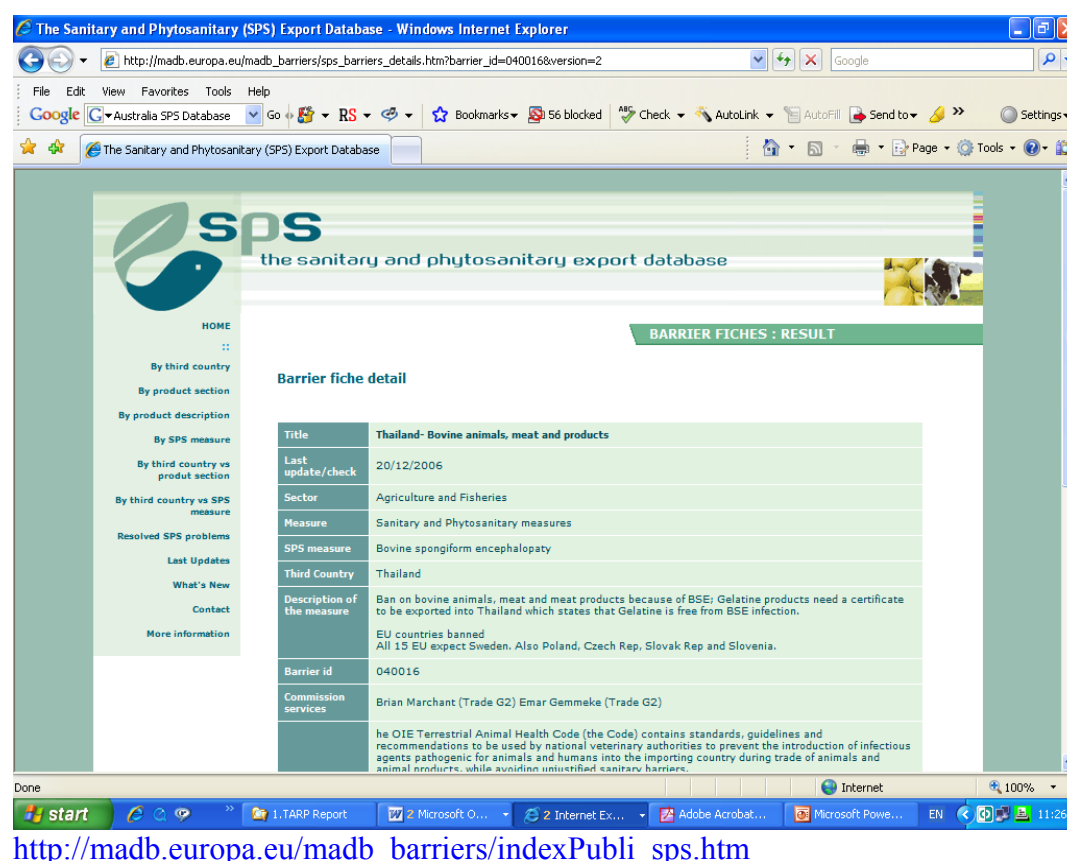 The Sanitary and Phytosanitary (SPS) Export Database - Windows Internet Explorer
http://madb.europa.eu/madb_barriers/sps_barriers_details.htm?barrier_id=040016&version=2
Google
File Edit View Favorites Tools Help
Google G Australia SPS Database Go RS Bookmarks 56 blocked ABC Check AutoLink AutoFill Send to >> Settings
The Sanitary and Phytosanitary (SPS) Export Database
Page Tools
sps
the sanitary and phytosanitary export database
BARRIER FICHES : RESULT
HOME
::
By third country
By product section
By product description
By SPS measure
By third country vs
produt section
By third country vs SPS
measure
Resolved SPS problems
Last Updates
What's New
Contact
More information
Barrier fiche detail
Title Thailand- Bovine animals, meat and products
Last
update/check 20/12/2006
Sector Agriculture and Fisheries
Measure Sanitary and Phytosanitary measures
SPS measure Bovine spongiform encephalopaty
Third Country Thailand
Description of
the measure
Ban on bovine animals, meat and meat products because of BSE; Gelatine products need a certificate
to be exported into Thailand which states that Gelatine is free from BSE infection.
EU countries banned
All 15 EU expect Sweden. Also Poland, Czech Rep, Slovak Rep and Slovenia.
Barrier id 040016
Commission
services Brian Marchant (Trade G2) Emar Gemmeke (Trade G2)
he OIE Terrestrial Animal Health Code (the Code) contains standards, guidelines and
recommendations to be used by national veterinary authorities to prevent the introduction of infectious
agents pathogenic for animals and humans into the importing country during trade of animals and
animal products, while avoiding unjustified sanitary barriers.
Done Internet 100%
start >> 1.TARP Report 2 Microsoft O... 2 Internet Ex... Adobe Acrobat... Microsoft Powe... EN 11:26
http://madb.europa.eu/madb_barriers/indexPubli_sps.htm